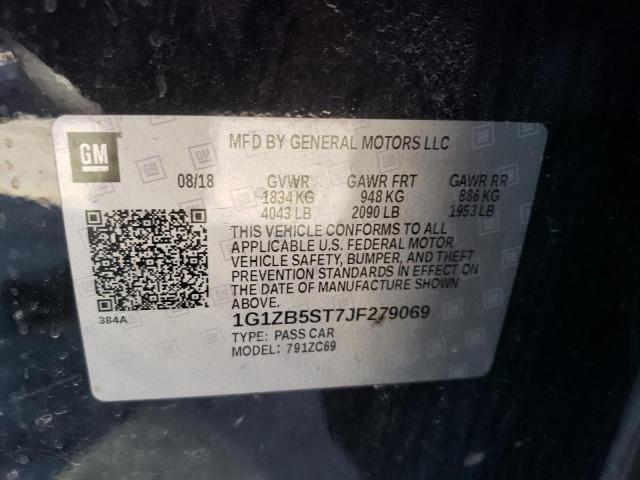 GM
MFD BY GENERAL MOTORS LLC
08/18 GVWR GAWR FRT GAWR RR
1834 KG 948 KG 886 KG
4043 LB 2090 LB 1953 LB
THIS VEHICLE CONFORMS TO ALL
APPLICABLE U.S. FEDERAL MOTOR
VEHICLE SAFETY, BUMPER, AND THEFT
PREVENTION STANDARDS IN EFFECT ON
THE DATE OF MANUFACTURE SHOWN
ABOVE.
384A
1G1ZB5ST7JF279069
TYPE: PASS CAR
MODEL: 791ZC69